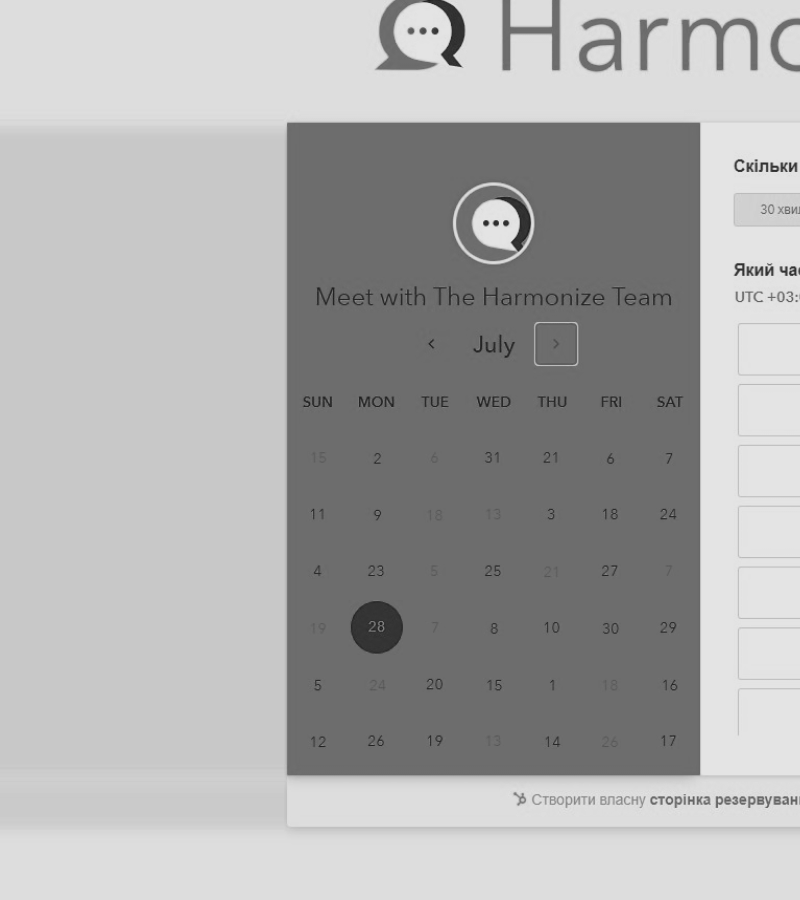 Harmo
Скільки
30 хви
Meet with The Harmonize Team
Який час
UTC +03:
July
SUN MON TUE WED THU FRI SAT
15 2 6 31 21 6 7
11 9 18 13 3 18 24
4 23 5 25 21 27 7
19 28 7 8 10 30 29
5 24 20 15 1 18 16
12 26 19 13 14 26 17
Створити власну сторінка резервуван